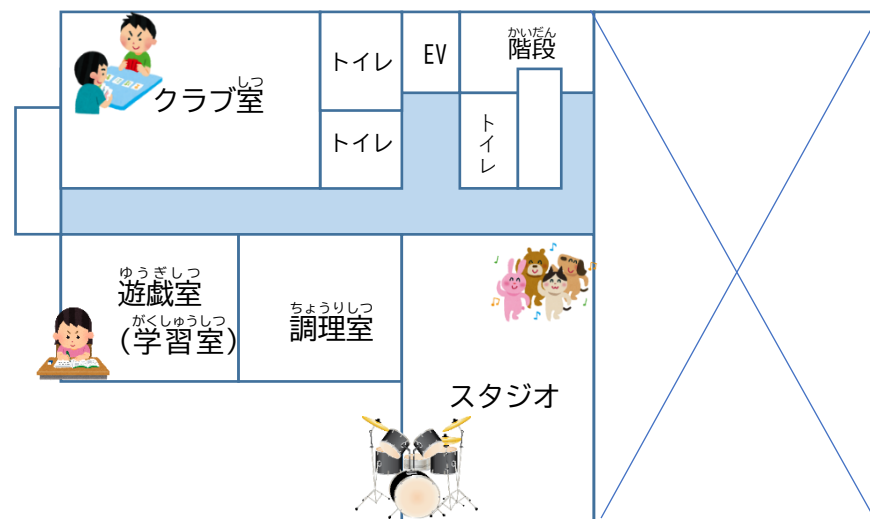 トイレ
EV
かいだん
階段
しつ
クラブ室
トイレ
トイレ
ゆうぎしつ
遊戯室
がくしゅうしつ
(学習室)
ちょうりしつ
調理室
スタジオ